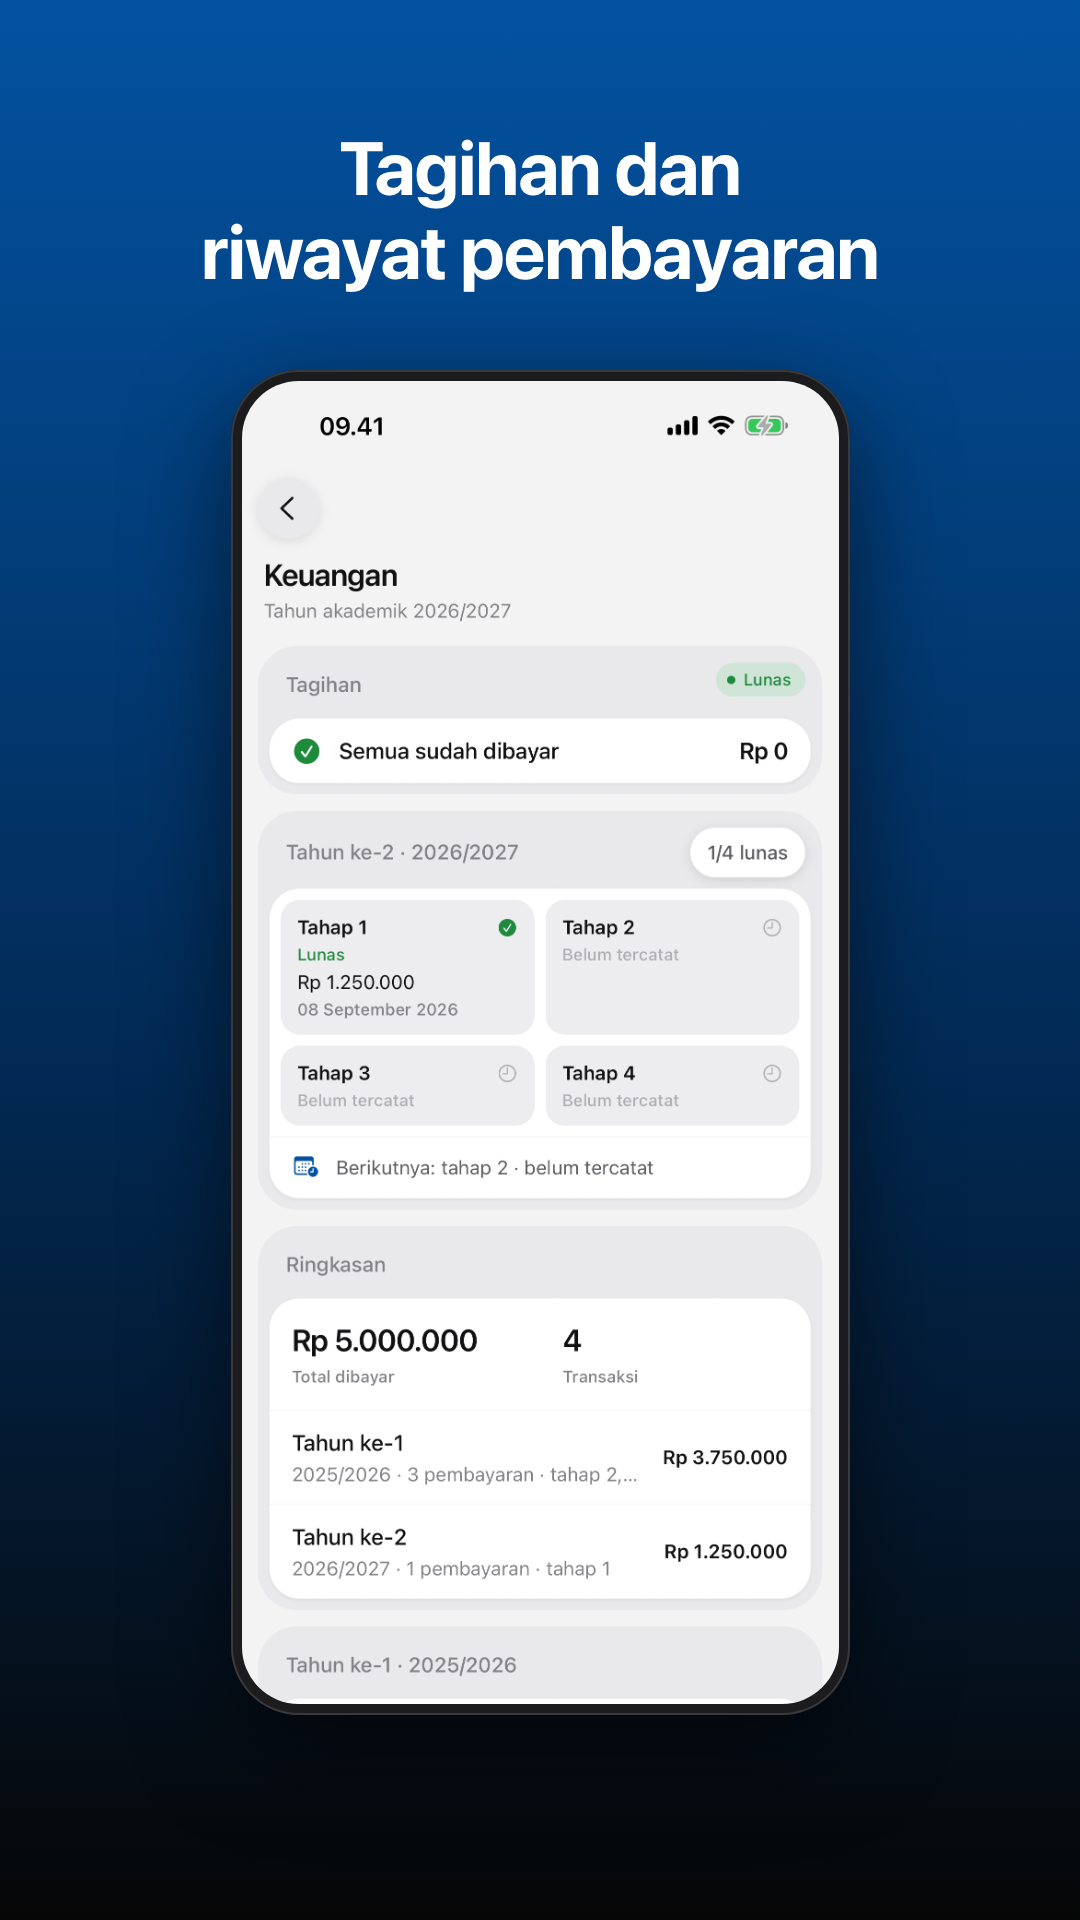 Tagihan dan
riwayat pembayaran
09.41
Keuangan
Tahun akademik 2026/2027
Tagihan
Lunas
Semua sudah dibayar
Rp 0
Tahun ke-2 · 2026/2027
1/4 lunas
Tahap 1
Lunas
Rp 1.250.000
08 September 2026
Tahap 2
Belum tercatat
Tahap 3
Belum tercatat
Tahap 4
Belum tercatat
Berikutnya: tahap 2 · belum tercatat
Ringkasan
Rp 5.000.000
Total dibayar
4
Transaksi
Tahun ke-1
2025/2026 · 3 pembayaran · tahap 2,...
Rp 3.750.000
Tahun ke-2
2026/2027 · 1 pembayaran · tahap 1
Rp 1.250.000
Tahun ke-1 · 2025/2026